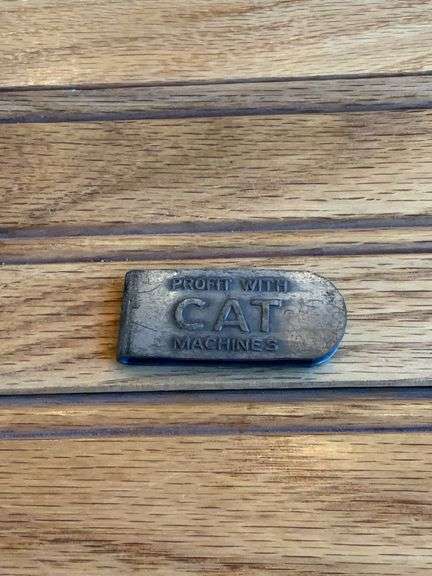 PROFIT WITH
CAT
MACHINES